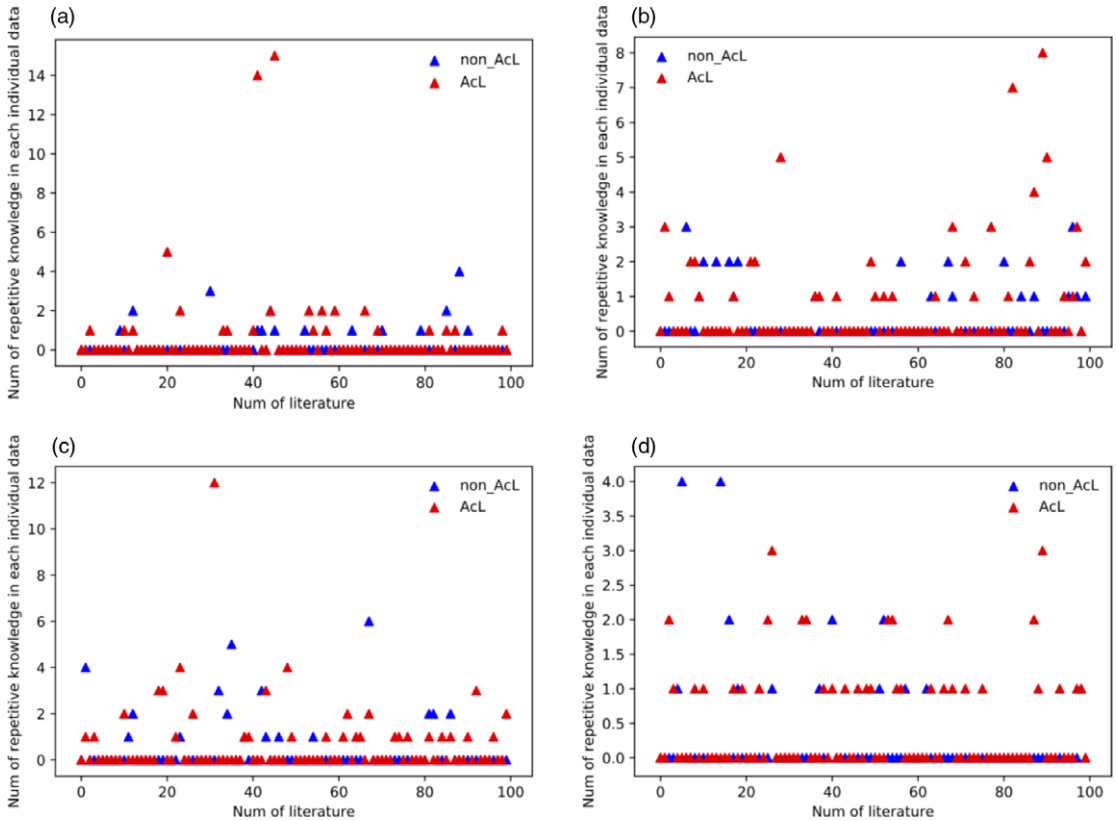 (a)
Num of repetitive knowledge in each individual data
14
12
10
8
6
4
2
0
0 20 40 60 80 100
Num of literature
non_AcL
AcL
(b)
Num of repetitive knowledge in each individual data
8
7
6
5
4
3
2
1
0
0 20 40 60 80 100
Num of literature
non_AcL
AcL
(c)
Num of repetitive knowledge in each individual data
12
10
8
6
4
2
0
0 20 40 60 80 100
Num of literature
non_AcL
AcL
(d)
Num of repetitive knowledge in each individual data
4.0
3.5
3.0
2.5
2.0
1.5
1.0
0.5
0.0
0 20 40 60 80 100
Num of literature
non_AcL
AcL